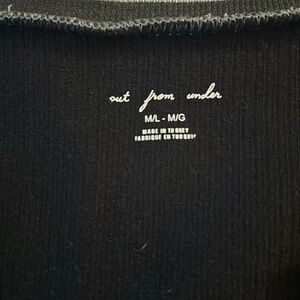 out from under
M/L - M/G
MADE IN TURKEY
FABRIQUÉ EN TURQUIE